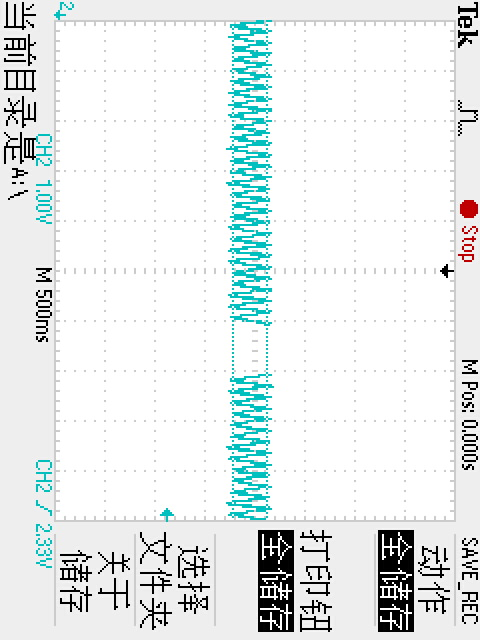 Tek
Stop
M Pos: 0.000s
SAVE_REC
动作
全储存
打印钮
全储存
选择
文件夹
关于
储存
2
CH2 1.00V
M 500ms
CH2 / 2.33V
当前目录是A:\